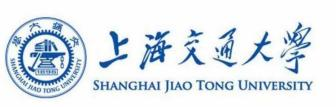 上海交通大學
SHANGHAI JIAO TONG UNIVERSITY